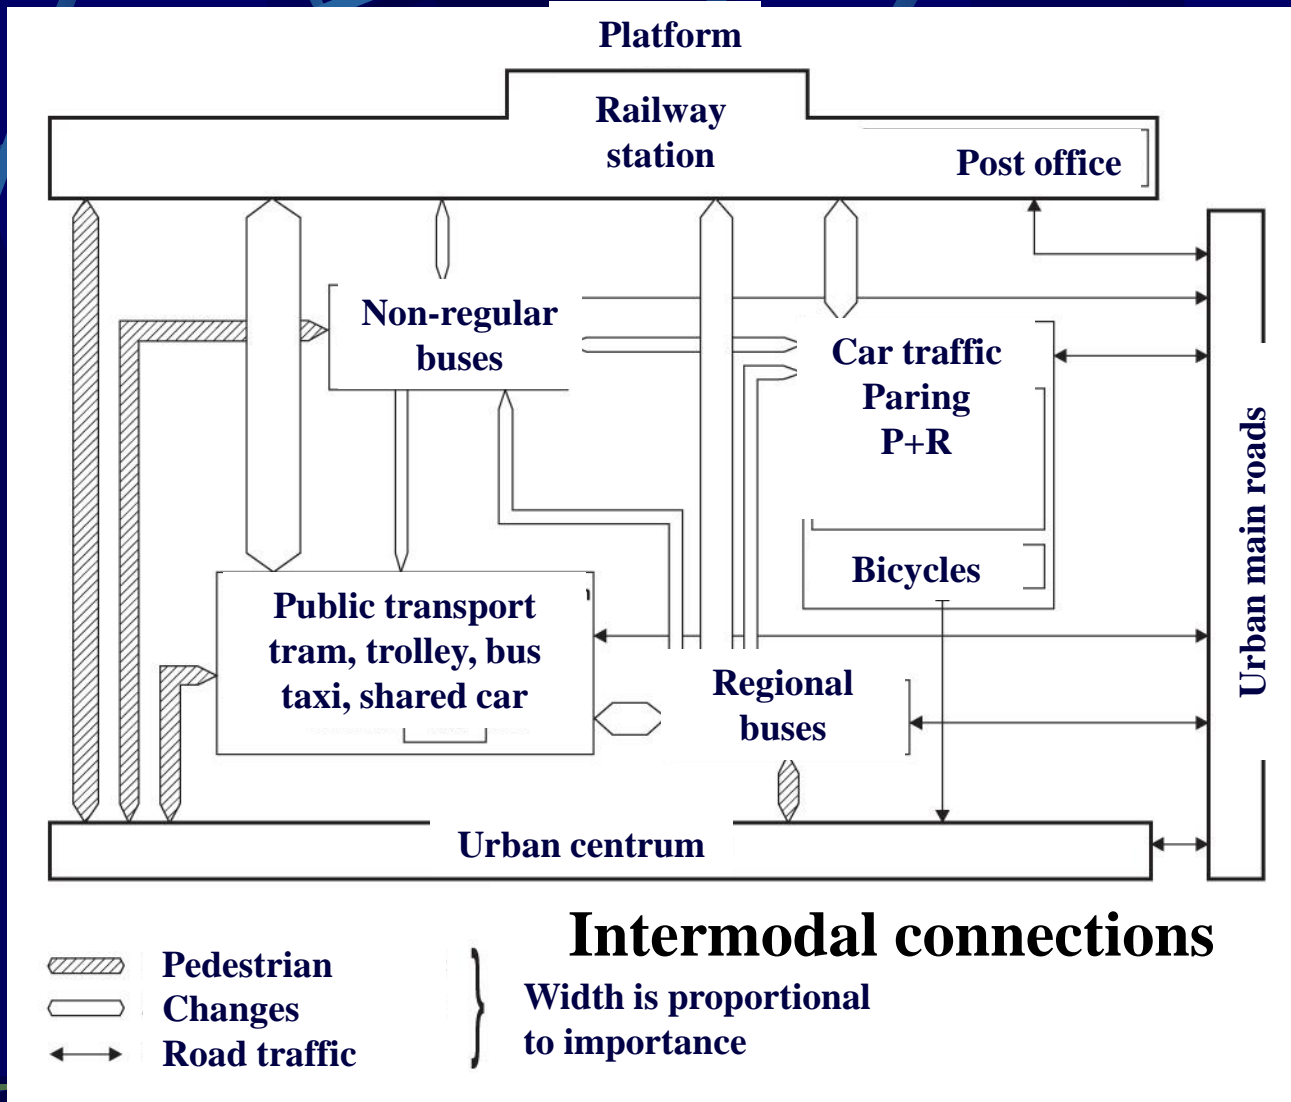 Platform
Railway
station
Post office
Non-regular
buses
Car traffic
Paring
P+R
Bicycles
Public transport
tram, trolley, bus
taxi, shared car
Regional
buses
Urban main roads
Urban centrum
Intermodal connections
Pedestrian
Changes
Road traffic
Width is proportional
to importance